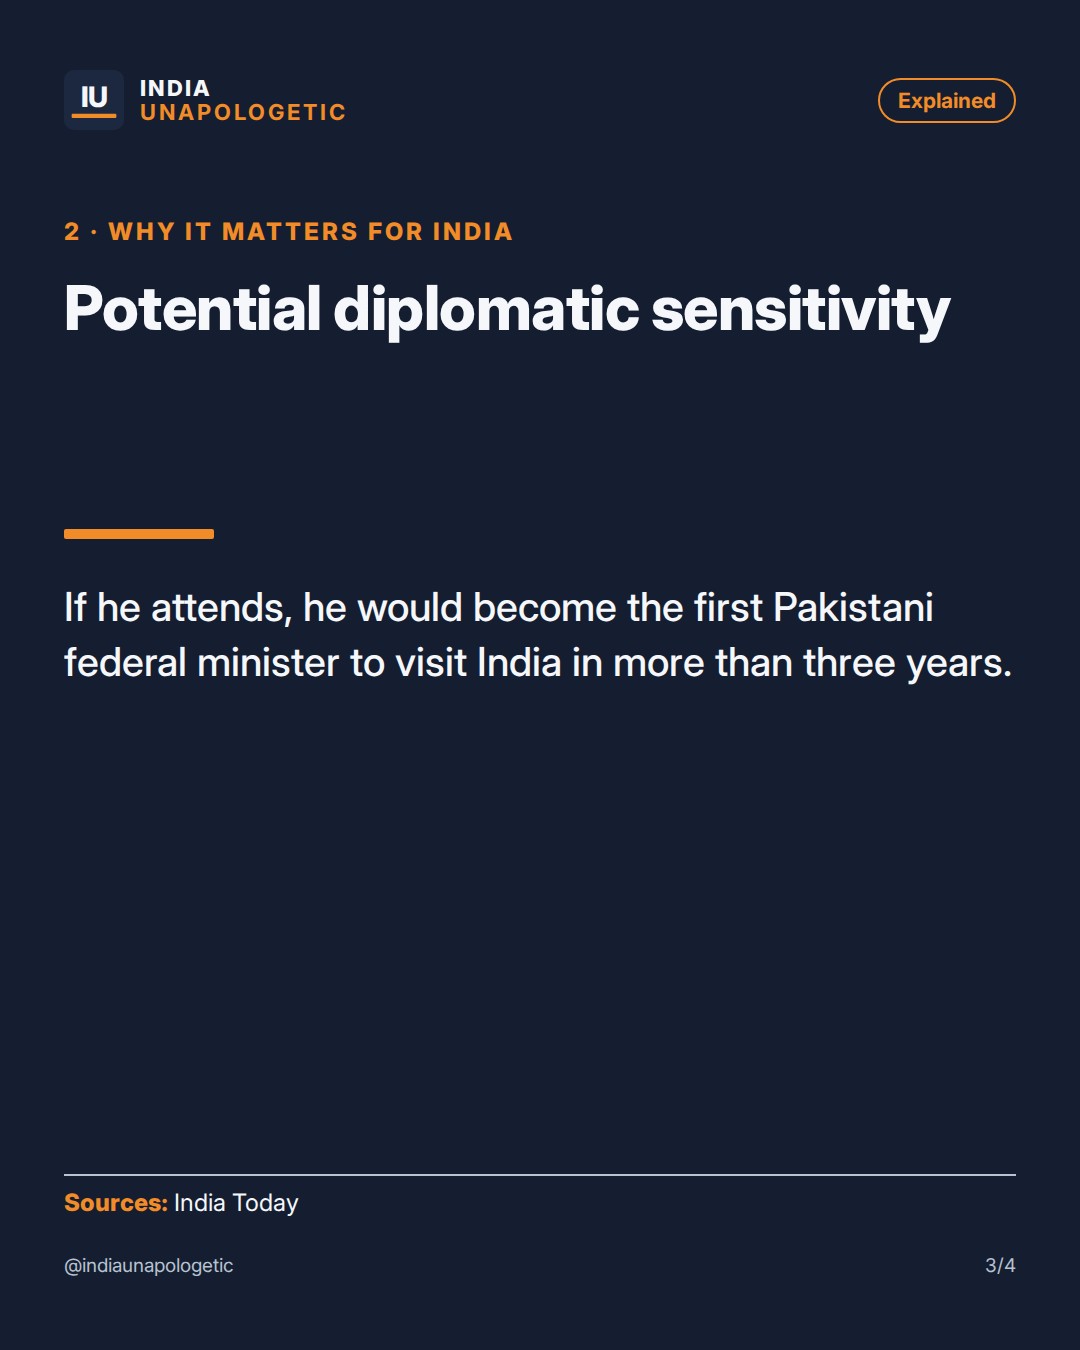 IU
INDIA
UNAPOLOGETIC
Explained
2 · WHY IT MATTERS FOR INDIA
Potential diplomatic sensitivity
If he attends, he would become the first Pakistani
federal minister to visit India in more than three years.
Sources: India Today
@indiaunapologetic
3/4